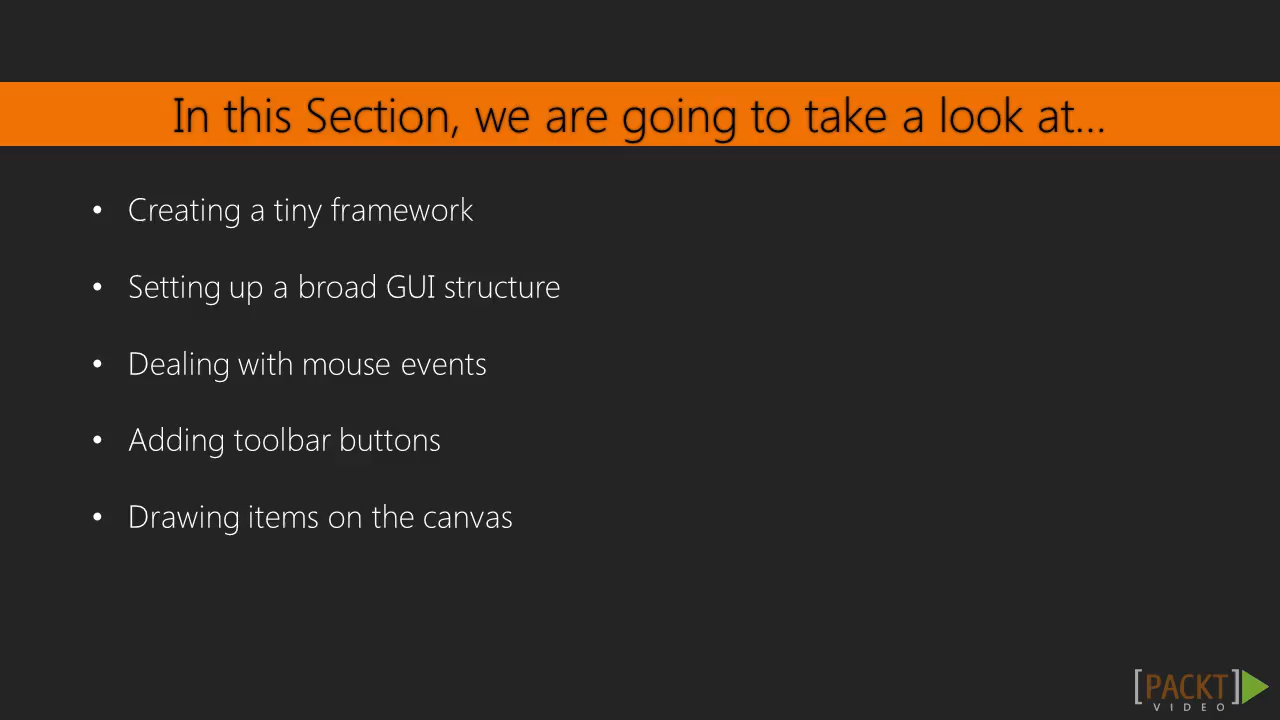 In this Section, we are going to take a look at...
• Creating a tiny framework
• Setting up a broad GUI structure
• Dealing with mouse events
• Adding toolbar buttons
• Drawing items on the canvas
[PACKT]
VIDEO